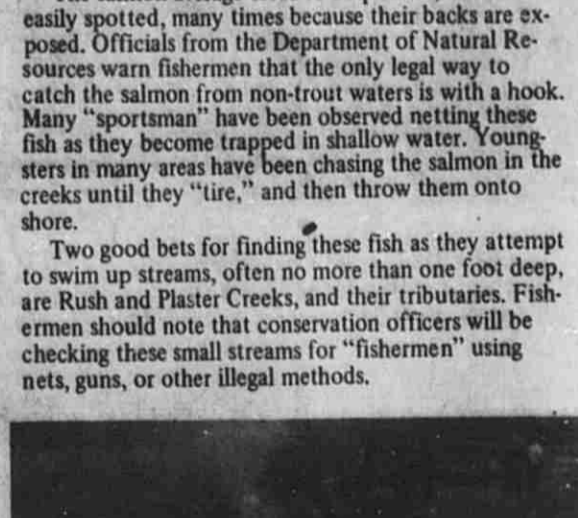 easily spotted, many times because their backs are ex-
posed. Officials from the Department of Natural Re-
sources warn fishermen that the only legal way to
catch the salmon from non-trout waters is with a hook.
Many “sportsman” have been observed netting these
fish as they become trapped in shallow water. Young-
sters in many areas have been chasing the salmon in the
creeks until they “tire,” and then throw them onto
shore.
Two good bets for finding these fish as they attempt
to swim up streams, often no more than one foot deep,
are Rush and Plaster Creeks, and their tributaries. Fish-
ermen should note that conservation officers will be
checking these small streams for “fishermen” using
nets, guns, or other illegal methods.